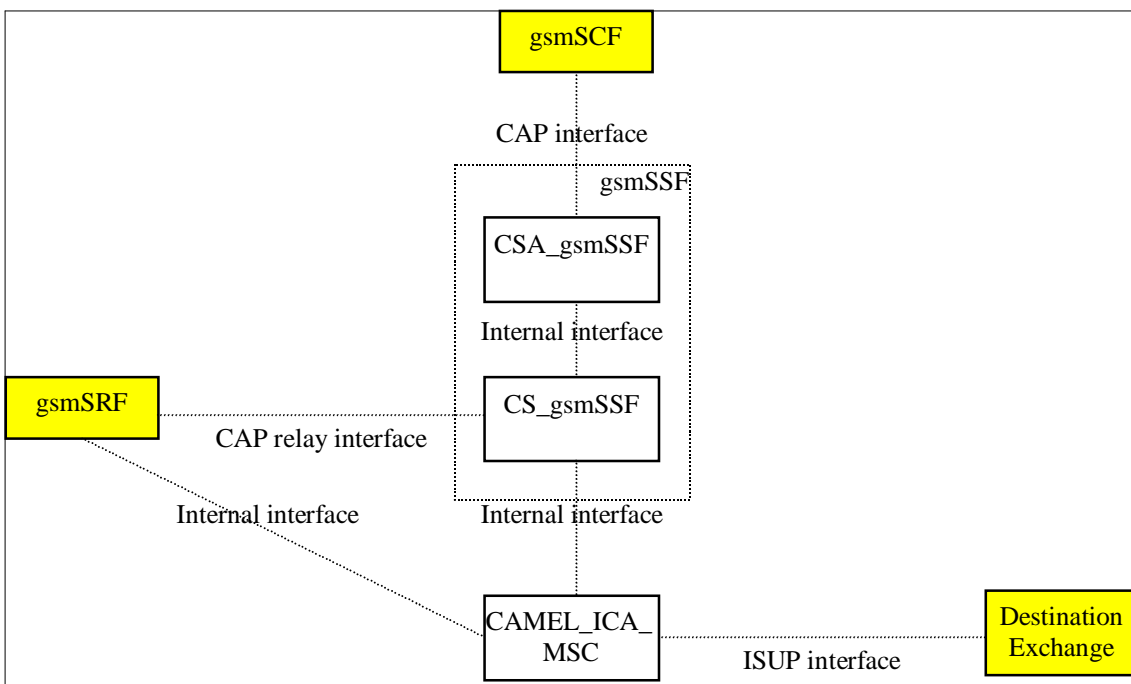 gsmSCF
CAP interface
gsmSSF
CSA_gsmSSF
Internal interface
gsmSRF
CS_gsmSSF
CAP relay interface
Internal interface
Internal interface
CAMEL_ICA_
MSC
Destination
Exchange
ISUP interface